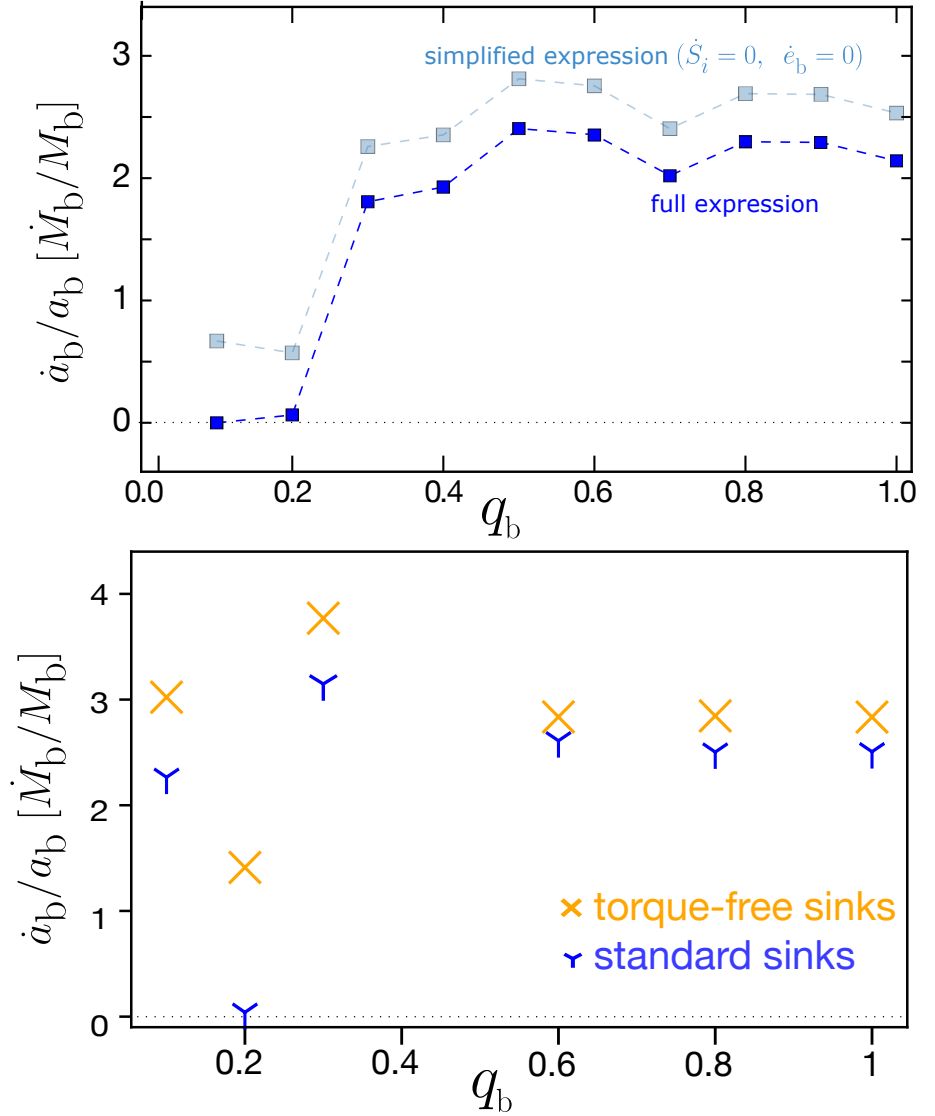 3
2
1
0
ȧ_b/a_b [Ṁ_b/M_b]
simplified expression (Ṡ_i = 0, ė_b = 0)
full expression
0.0 0.2 0.4 0.6 0.8 1.0
q_b
4
3
2
1
0
ȧ_b/a_b [Ṁ_b/M_b]
torque-free sinks
standard sinks
0.2 0.4 0.6 0.8 1
q_b